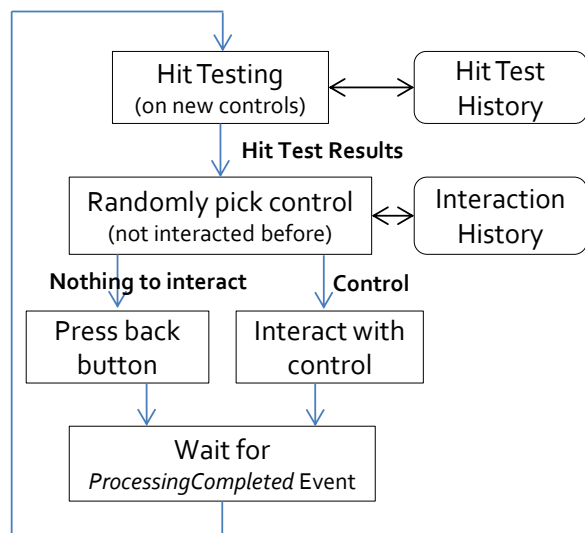 Hit Testing
(on new controls)
Hit Test
History
Hit Test Results
Randomly pick control
(not interacted before)
Interaction
History
Nothing to interact
Control
Press back
button
Interact with
control
Wait for
ProcessingCompleted Event